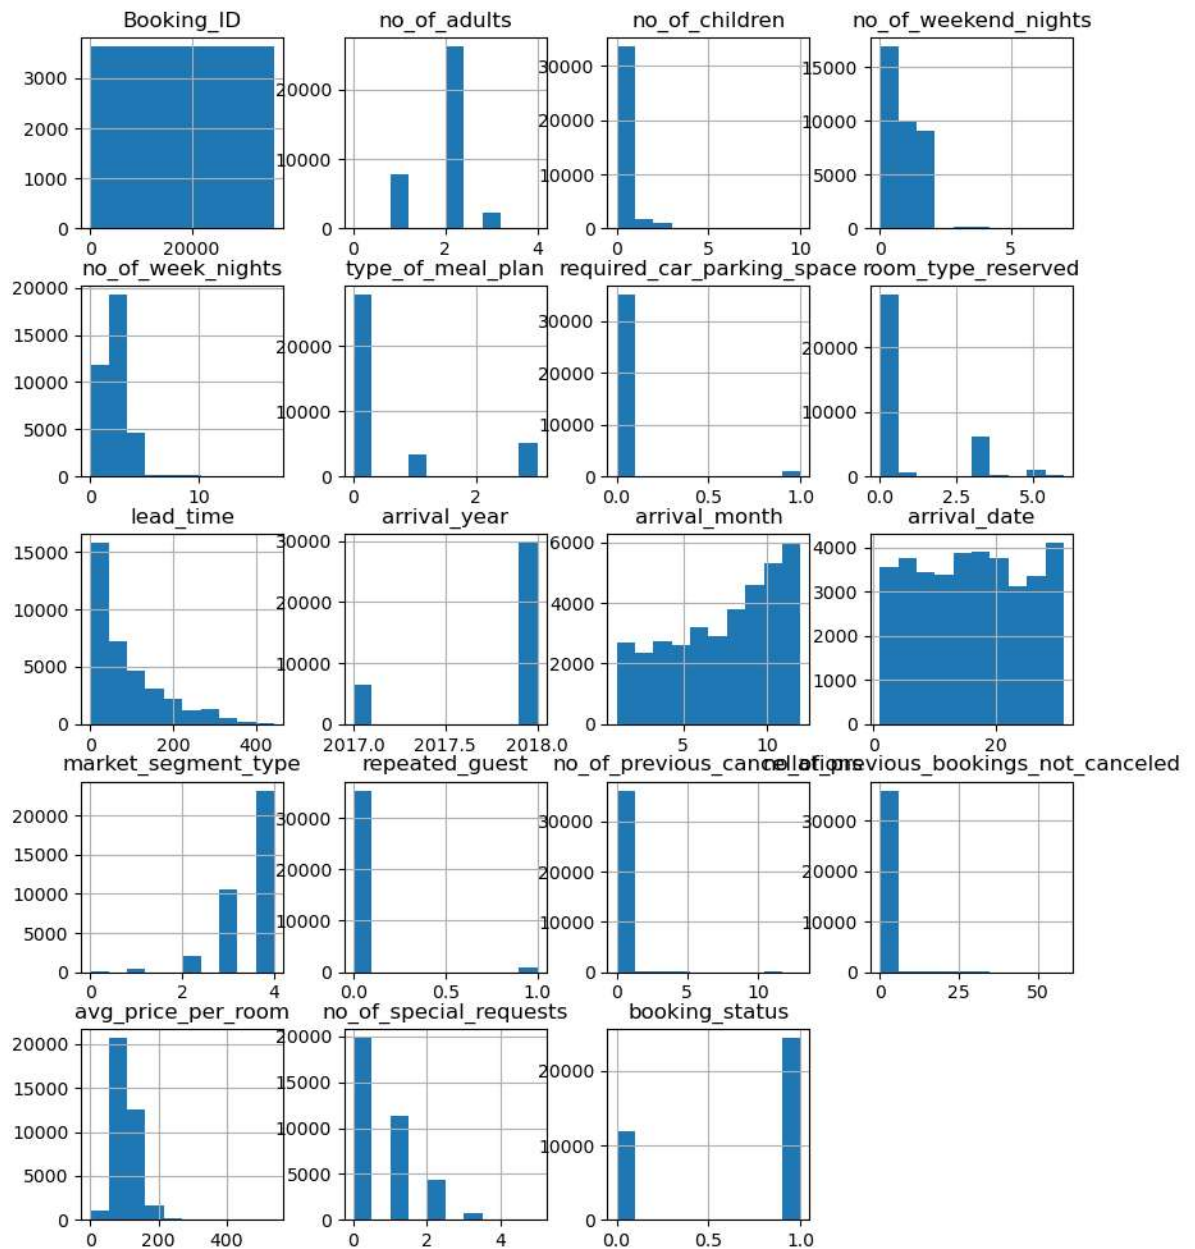 Booking_ID no_of_adults no_of_children no_of_weekend_nights
3000 2000 1000 0
20000 10000 0
30000 20000 10000 0
15000 10000 5000 0
0 20000 0 2 4 0 5 10 0 5
no_of_week_nights type_of_meal_plan required_car_parking_space room_type_reserved
20000 15000 10000 5000 0
20000 10000 0
30000 20000 10000 0
20000 10000 0
0 10 0 2 0.0 0.5 1.0 0.0 2.5 5.0
lead_time arrival_year arrival_month arrival_date
15000 10000 5000 0
30000 20000 10000 0
6000 4000 2000 0
4000 3000 2000 1000 0
0 200 400 2017.0 2017.5 2018.0 5 10 0 20
market_segment_type repeated_guest no_of_previous_cancellations no_of_previous_bookings_not_canceled
20000 15000 10000 5000 0
30000 20000 10000 0
30000 20000 10000 0
30000 20000 10000 0
0 2 4 0.0 0.5 1.0 0 5 10 0 25 50
avg_price_per_room no_of_special_requests booking_status
20000 15000 10000 5000 0
20000 15000 10000 5000 0
20000 10000 0
0 200 400 0 2 4 0.0 0.5 1.0